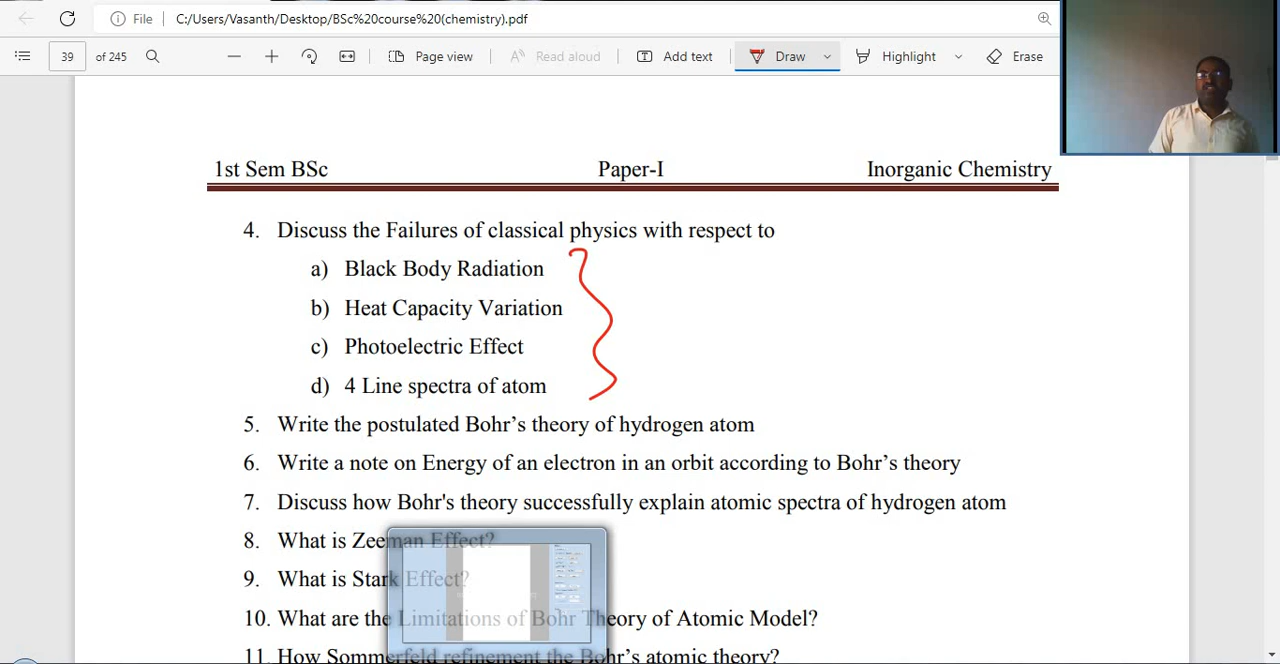 File C:/Users/Vasanth/Desktop/BSc%20course%20(chemistry).pdf
39 of 245 Page view Read aloud Add text Draw Highlight Erase
1st Sem BSc Paper-I Inorganic Chemistry
4. Discuss the Failures of classical physics with respect to
a) Black Body Radiation
b) Heat Capacity Variation
c) Photoelectric Effect
d) 4 Line spectra of atom
5. Write the postulated Bohr’s theory of hydrogen atom
6. Write a note on Energy of an electron in an orbit according to Bohr’s theory
7. Discuss how Bohr's theory successfully explain atomic spectra of hydrogen atom
8. What is Zeeman Effect?
9. What is Stark Effect?
10. What are the Limitations of Bohr Theory of Atomic Model?
11. How Sommerfeld refinement the Bohr’s atomic theory?